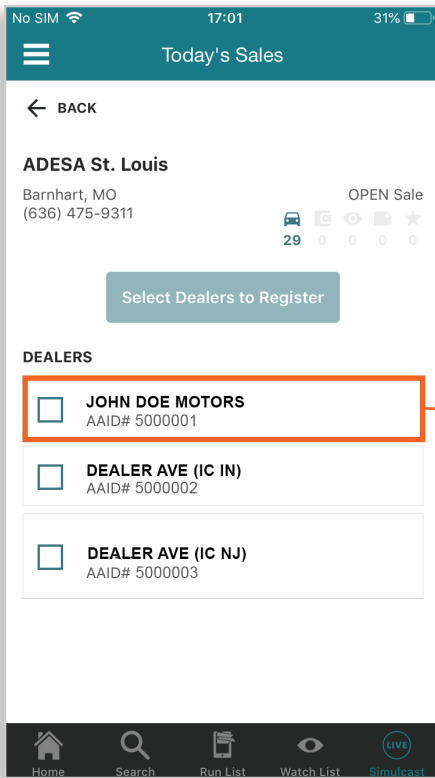 No SIM 17:01 31%
Today's Sales
BACK
ADESA St. Louis
Barnhart, MO OPEN Sale
(636) 475-9311
29 0 0 0 0
Select Dealers to Register
DEALERS
JOHN DOE MOTORS
AAID# 5000001
DEALER AVE (IC IN)
AAID# 5000002
DEALER AVE (IC NJ)
AAID# 5000003
LIVE
Home Search Run List Watch List Simulcast